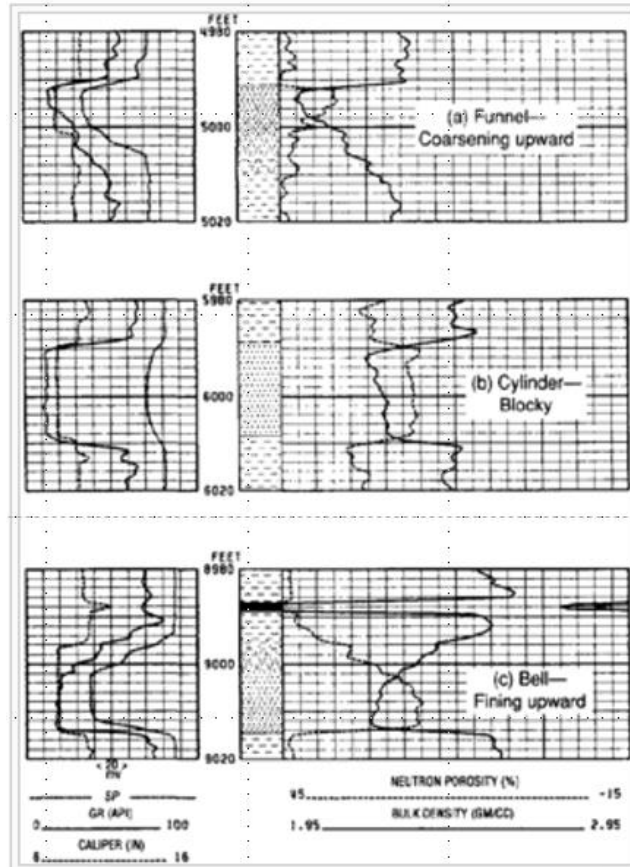 FEET
4980
(a) Funnel—
Coarsening upward
5000
5020
FEET
5980
(b) Cylinder—
Blocky
6000
6020
FEET
8980
9000
(c) Bell—
Fining upward
9020
20
SP
GR (API)
0 100
CALIPER (IN)
6 16
NEUTRON POROSITY (%)
45 -15
BULK DENSITY (GM/CC)
1.95 2.95